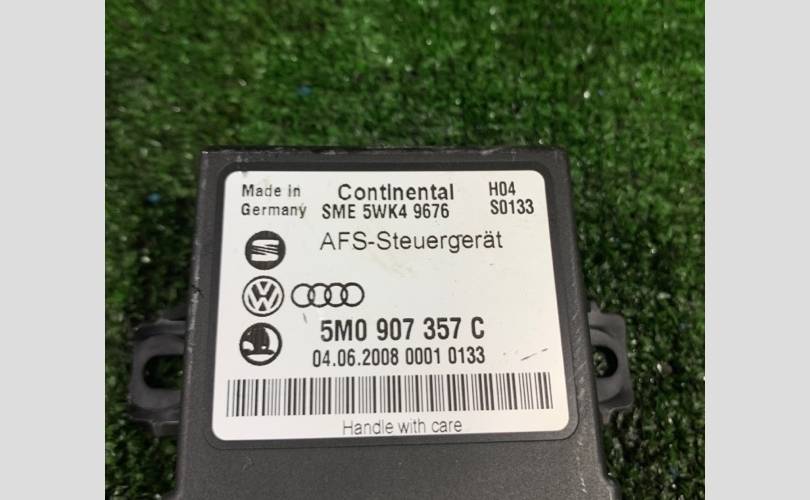 Made in Continental H04
Germany SME 5WK4 9676 S0133
AFS-Steuergerät
5M0 907 357 C
04.06.2008 0001 0133
Handle with care